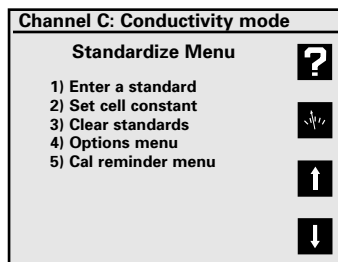 Channel C: Conductivity mode
Standardize Menu
?
1) Enter a standard
2) Set cell constant
3) Clear standards
4) Options menu
5) Cal reminder menu